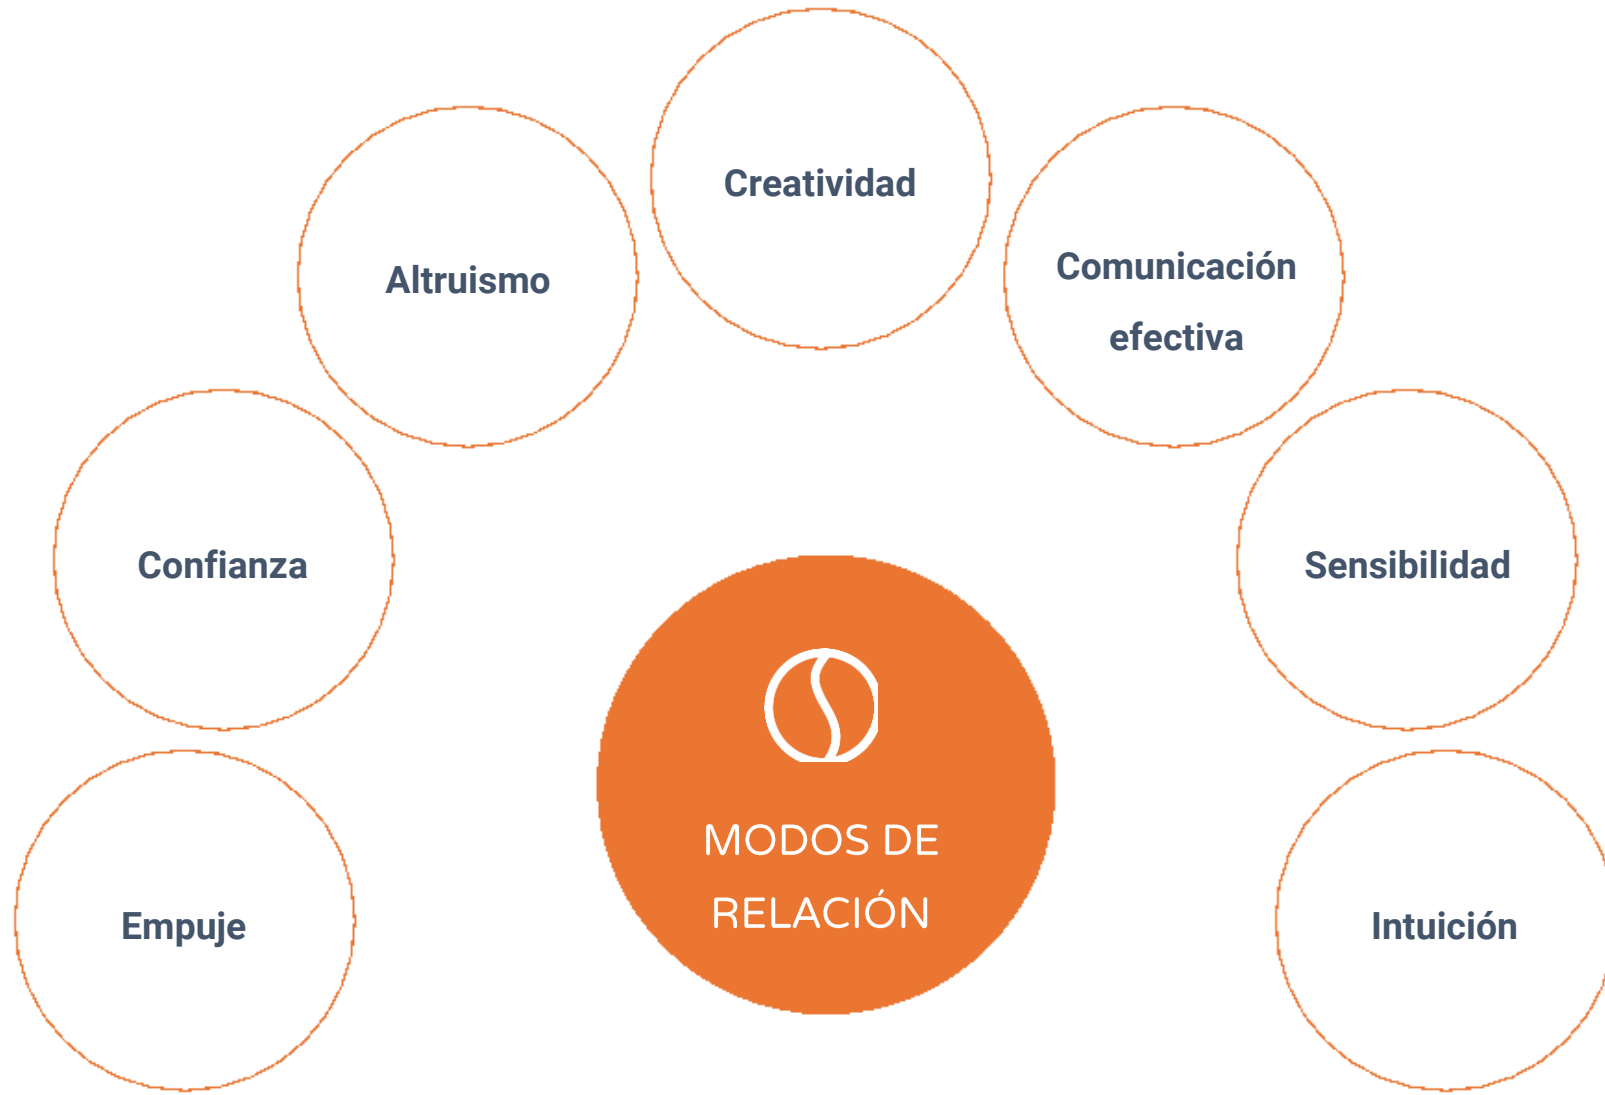 Creatividad
Altruismo
Comunicación
efectiva
Confianza
Sensibilidad
MODOS DE
RELACIÓN
Empuje
Intuición